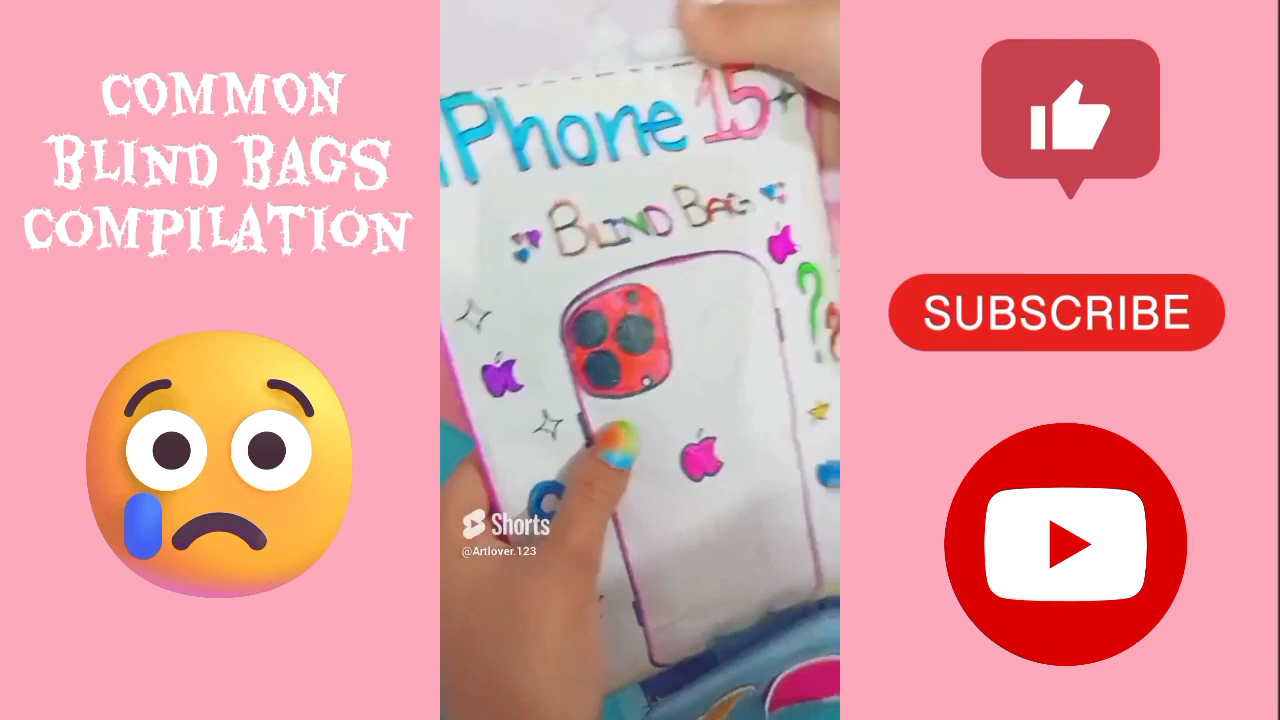 COMMON
BLIND BAGS
COMPILATION
iPhone 15
BLIND BAG
?
Shorts
@Artlover.123
SUBSCRIBE